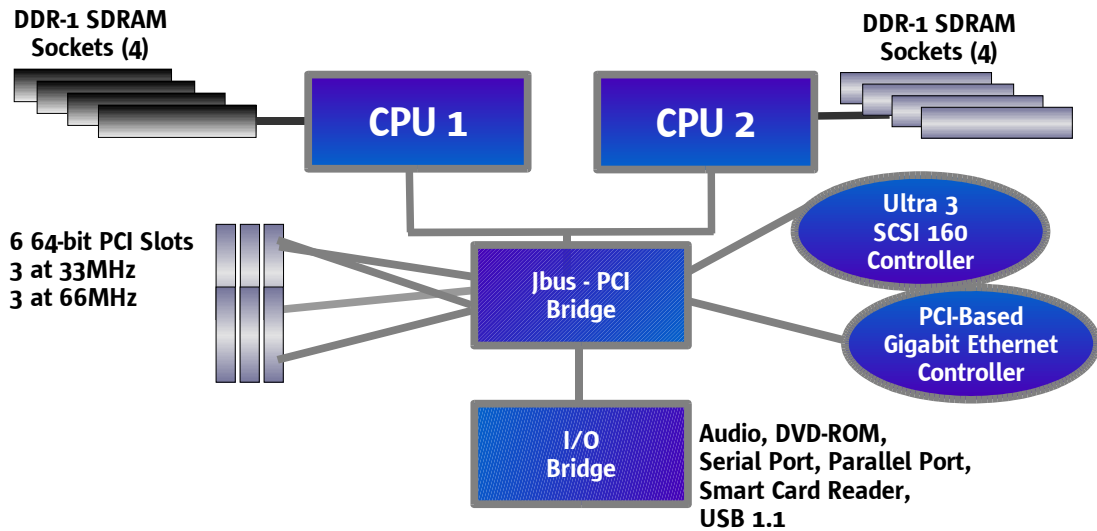 DDR-1 SDRAM
Sockets (4)
DDR-1 SDRAM
Sockets (4)
CPU 1
CPU 2
6 64-bit PCI Slots
3 at 33MHz
3 at 66MHz
Jbus - PCI
Bridge
Ultra 3
SCSI 160
Controller
PCI-Based
Gigabit Ethernet
Controller
I/O
Bridge
Audio, DVD-ROM,
Serial Port, Parallel Port,
Smart Card Reader,
USB 1.1